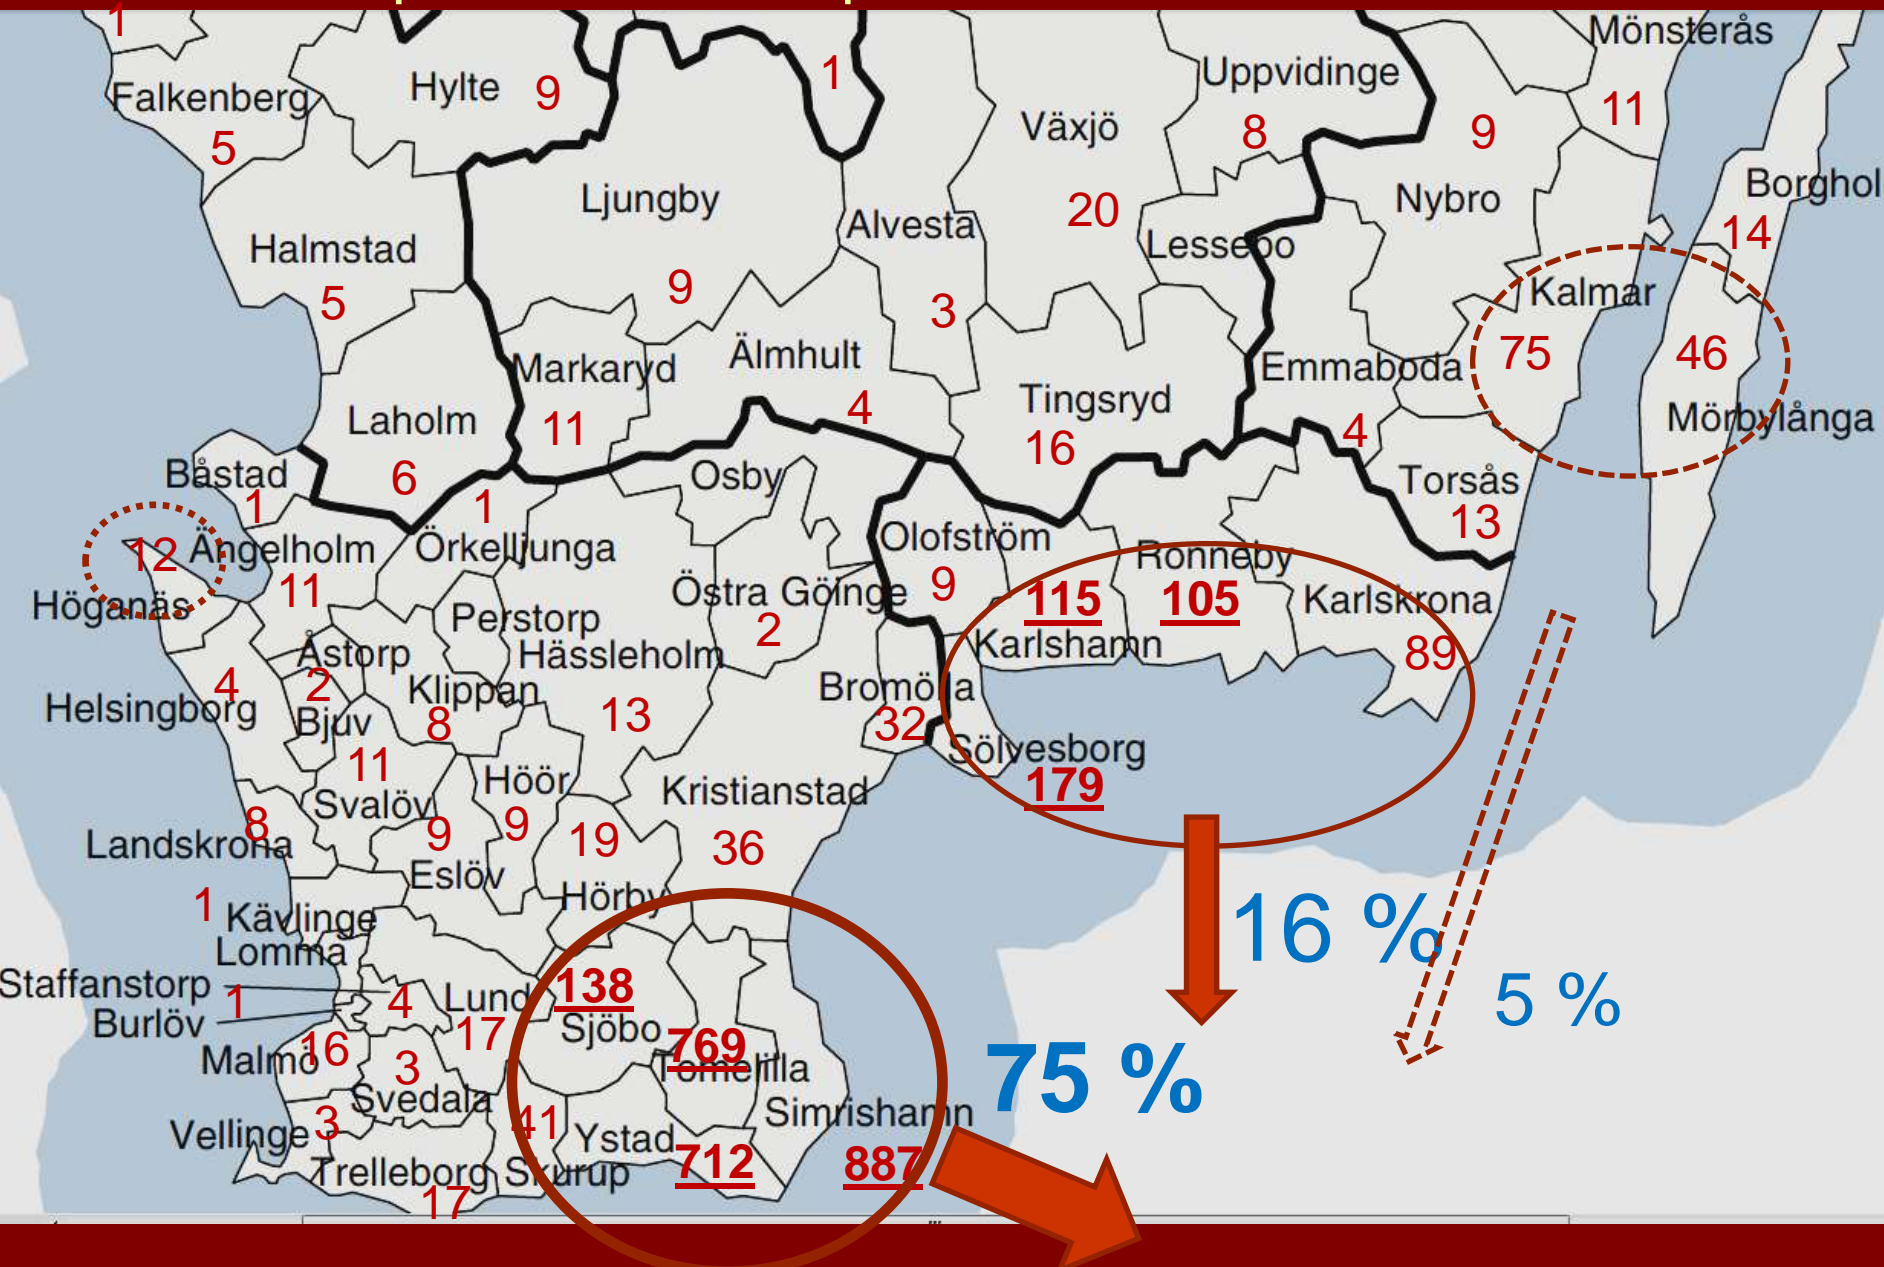 1
Mönsterås
Hylte
9
1
Uppvidinge
Falkenberg
11
5
Växjö
8
9
Ljungby
Nybro
Borghol
Alvesta
20
14
Halmstad
Lessebo
9
5
3
Kalmar
Markaryd
Älmhult
Emmaboda
75
46
Laholm
11
4
Tingsryd
16
4
Mörbylånga
Båstad
6
Osby
Torsås
1
1
13
12
Ängelholm
Örkelljunga
Olofström
Ronneby
11
Östra Göinge
9
115
105
Karlskrona
Höganäs
Perstorp
2
Karlshamn
89
Åstorp
Hässleholm
4
2
Klippan
Bromölla
Helsingborg
Bjuv
8
13
32
11
Höör
Sölvesborg
Svalöv
Kristianstad
179
8
9
9
19
36
Landskrona
Eslöv
Hörby
1
Kävlinge
16 %
Lomma
Staffanstorp
1
4
Lund
138
5 %
Burlöv
17
Sjöbo
769
Malmö
16
3
Tomelilla
75 %
Svedala
Simrishamn
Vellinge
3
41
Ystad
712
887
Trelleborg
Skurup
17